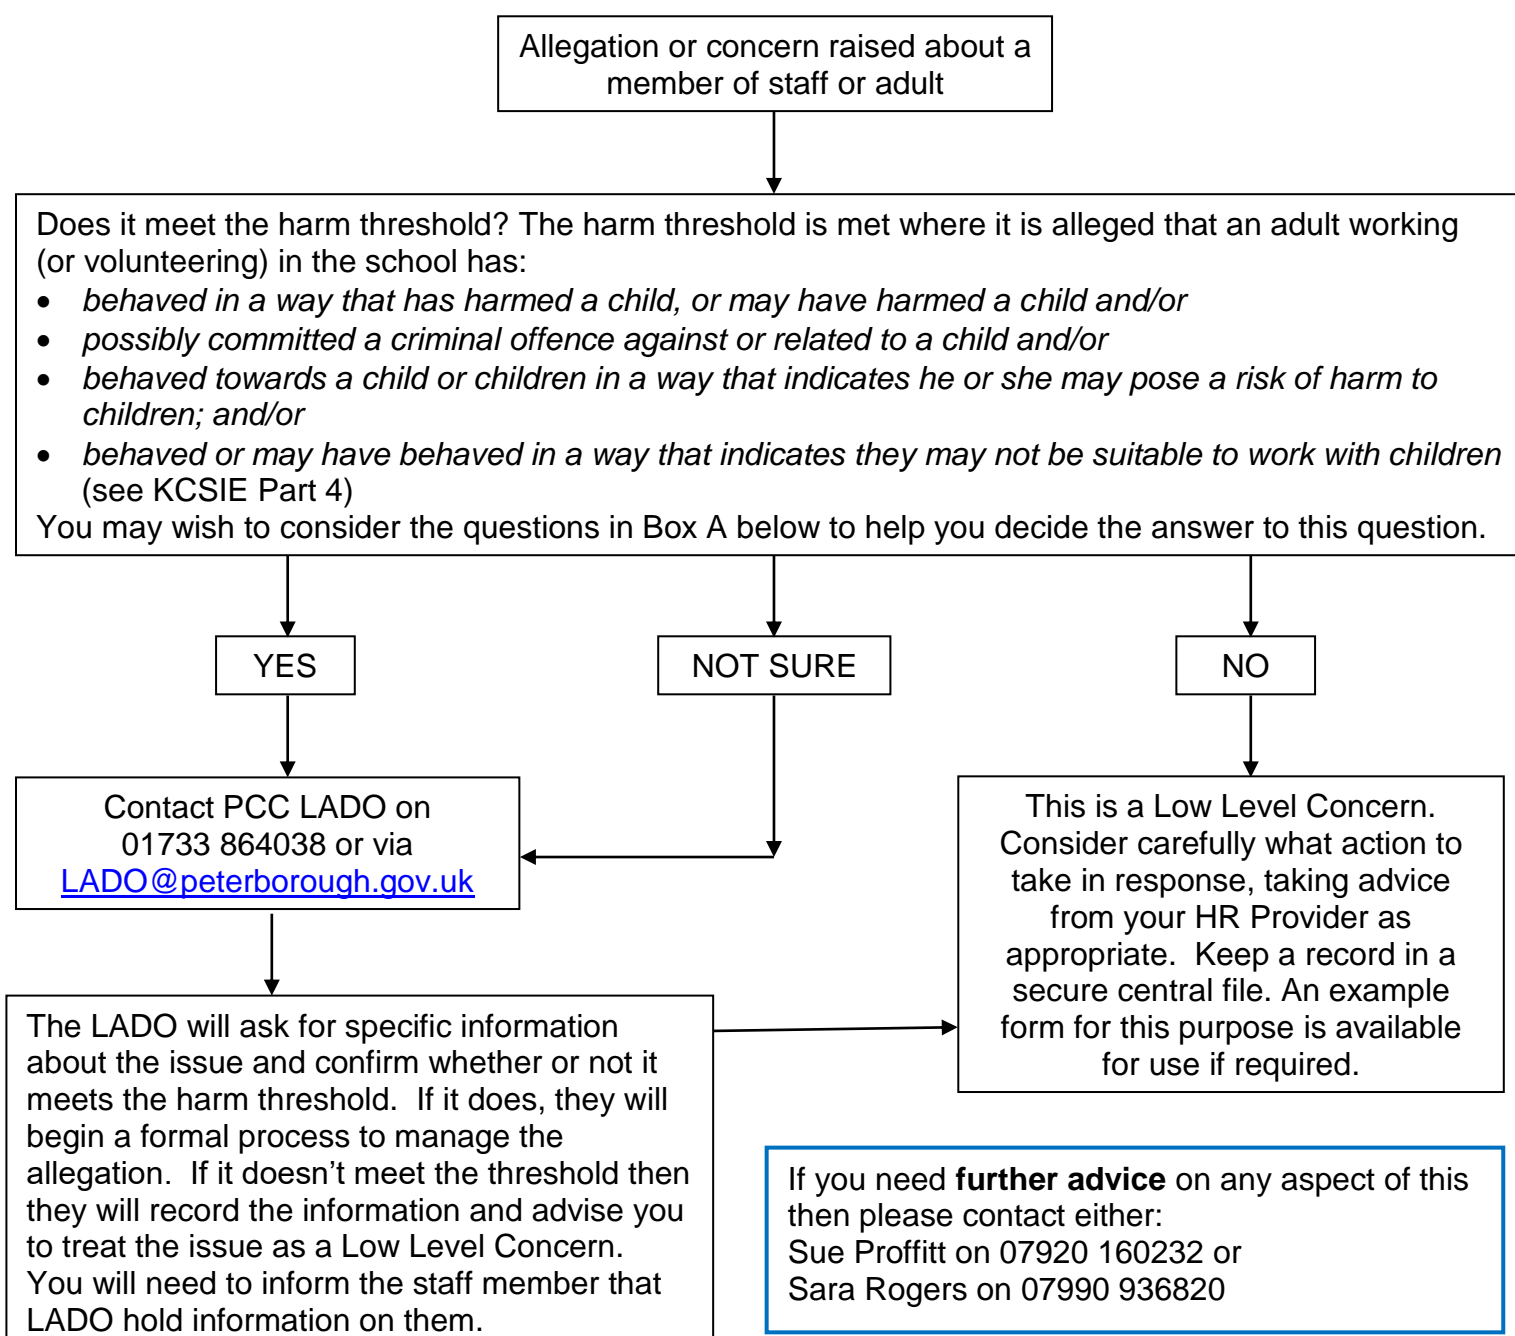 Allegation or concern raised about a
member of staff or adult
Does it meet the harm threshold? The harm threshold is met where it is alleged that an adult working
(or volunteering) in the school has:
• behaved in a way that has harmed a child, or may have harmed a child and/or
• possibly committed a criminal offence against or related to a child and/or
• behaved towards a child or children in a way that indicates he or she may pose a risk of harm to
children; and/or
• behaved or may have behaved in a way that indicates they may not be suitable to work with children
(see KCSIE Part 4)
You may wish to consider the questions in Box A below to help you decide the answer to this question.
YES
NOT SURE
NO
Contact PCC LADO on
01733 864038 or via
LADO@peterborough.gov.uk
This is a Low Level Concern.
Consider carefully what action to
take in response, taking advice
from your HR Provider as
appropriate. Keep a record in a
secure central file. An example
form for this purpose is available
for use if required.
The LADO will ask for specific information
about the issue and confirm whether or not it
meets the harm threshold. If it does, they will
begin a formal process to manage the
allegation. If it doesn’t meet the threshold then
they will record the information and advise you
to treat the issue as a Low Level Concern.
You will need to inform the staff member that
LADO hold information on them.
If you need further advice on any aspect of this
then please contact either:
Sue Proffitt on 07920 160232 or
Sara Rogers on 07990 936820